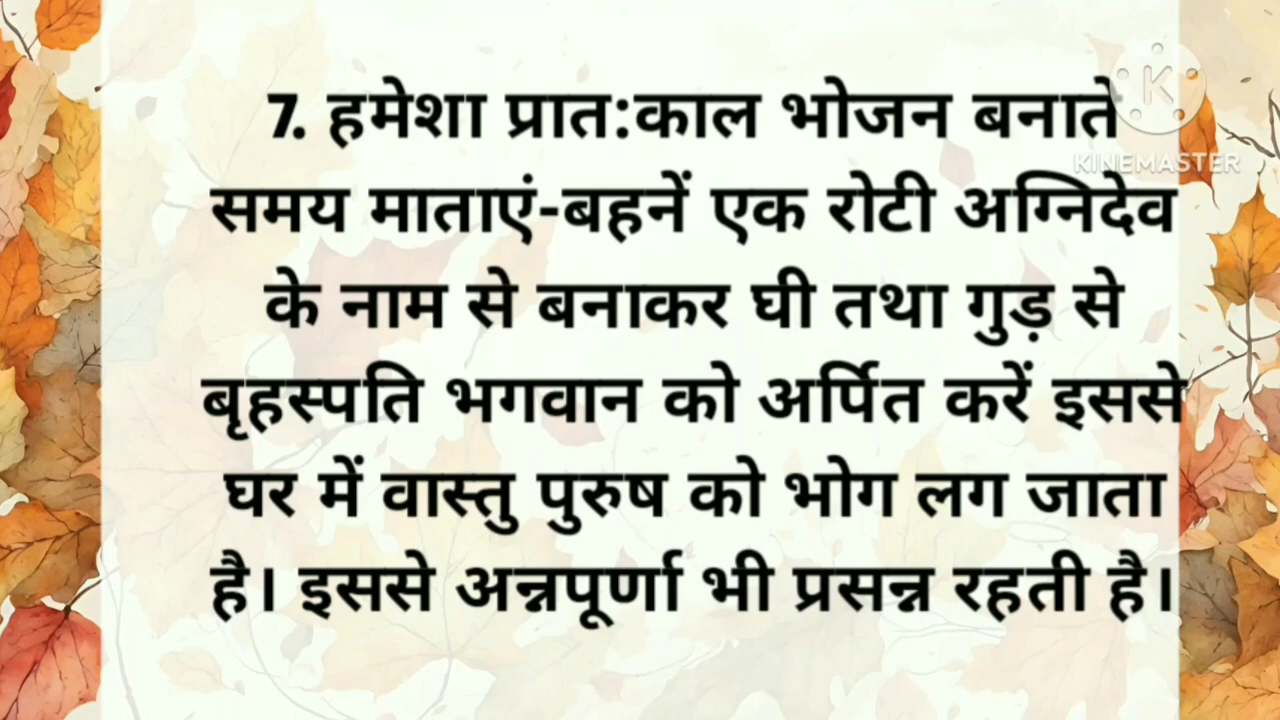 7. हमेशा प्रात:काल भोजन बनाते
समय माताएं-बहनें एक रोटी अग्निदेव
के नाम से बनाकर घी तथा गुड़ से
बृहस्पति भगवान को अर्पित करें इससे
घर में वास्तु पुरुष को भोग लग जाता
है। इससे अन्नपूर्णा भी प्रसन्न रहती है।
K
KINEMASTER